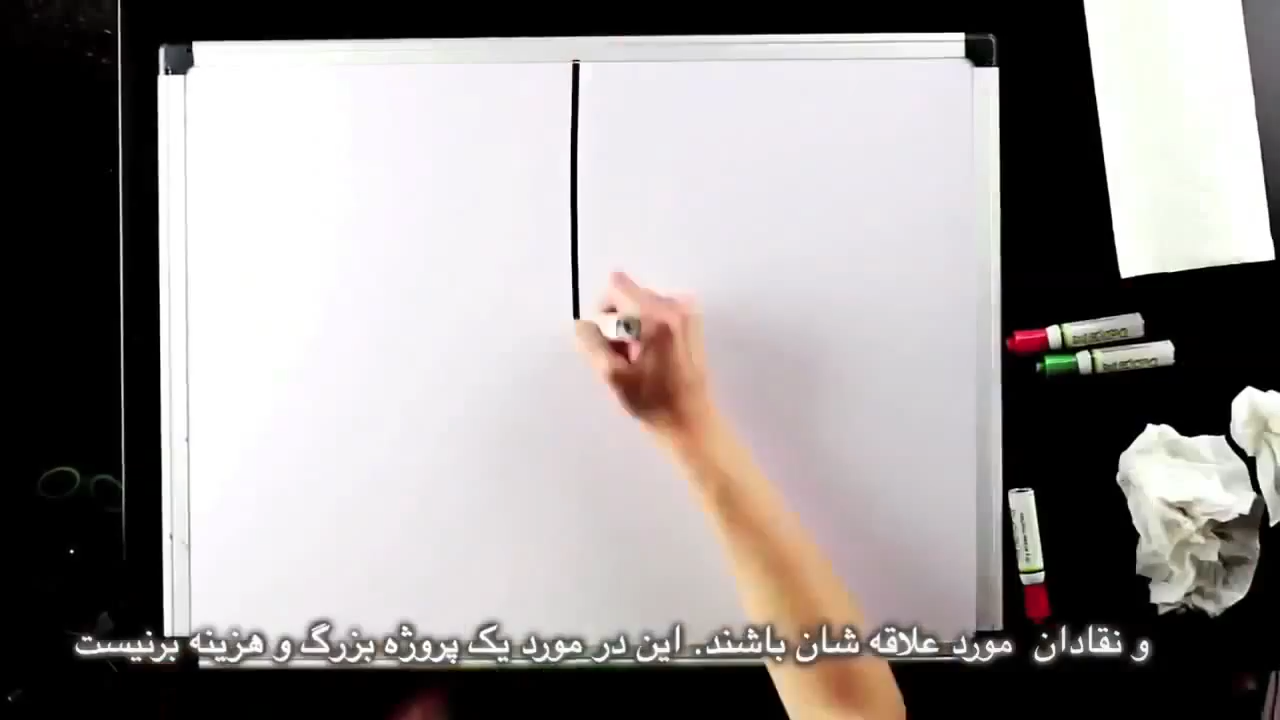 و نقادان  مورد علاقه شان باشند. این در مورد یک پروژه بزرگ و هزینه برنیست